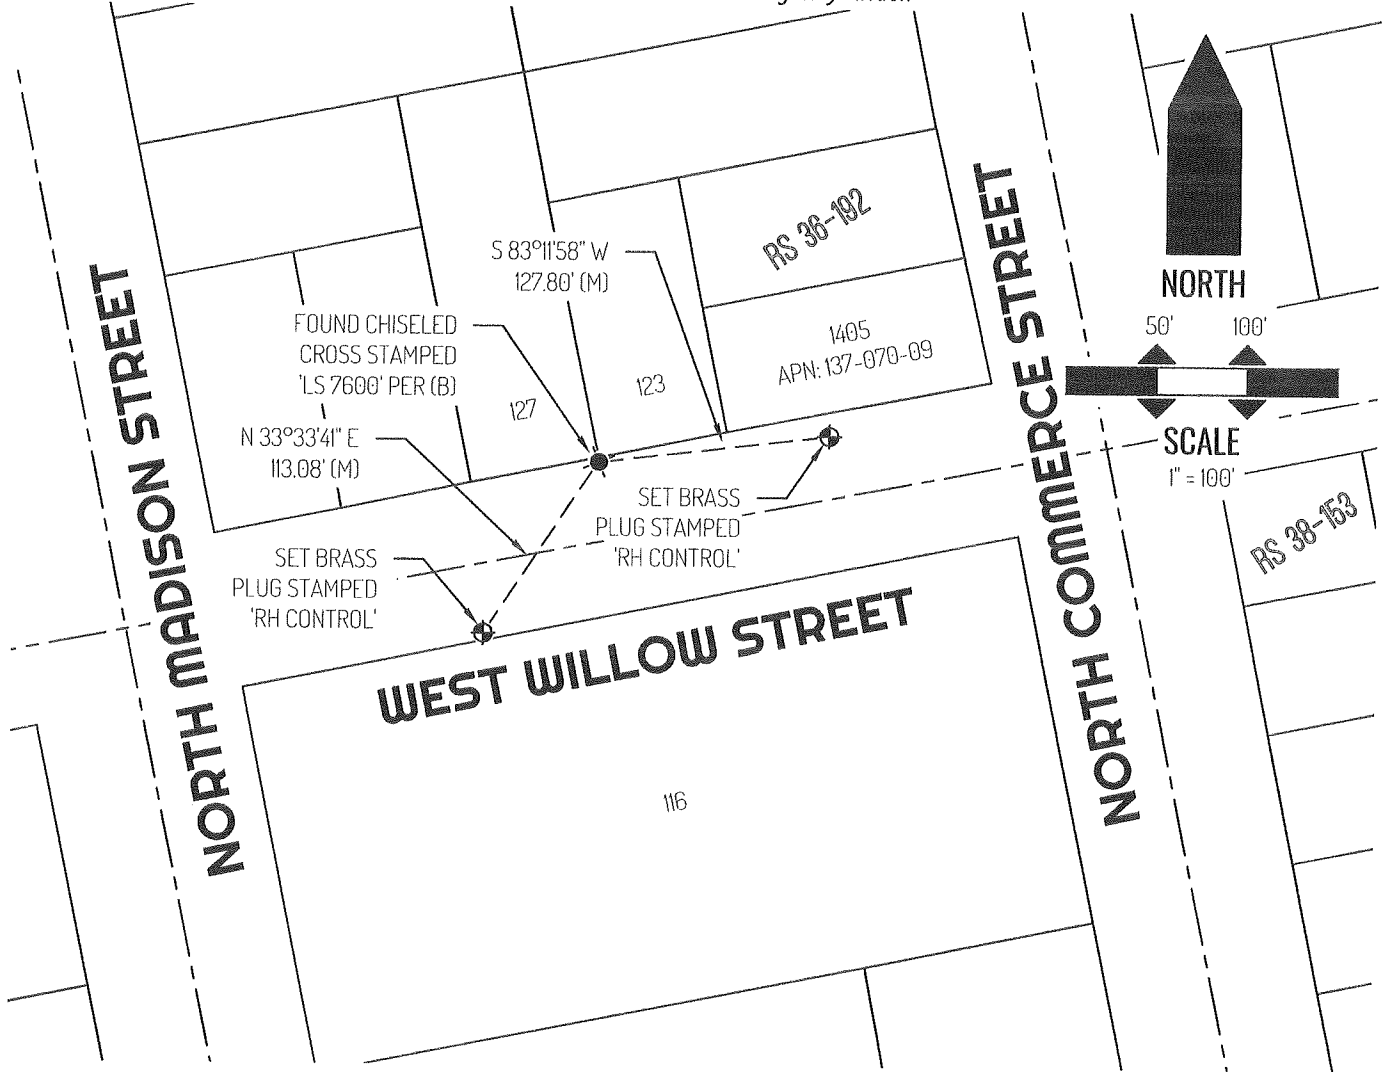 NORTH
50' 100'
SCALE
1" = 100'
RS 36-192
S 83°11'58" W
127.80' (M)
FOUND CHISELED
CROSS STAMPED
'LS 7600' PER (B)
1405
APN: 137-070-09
123
127
N 33°33'41" E
113.08' (M)
SET BRASS
PLUG STAMPED
'RH CONTROL'
SET BRASS
PLUG STAMPED
'RH CONTROL'
RS 38-153
NORTH MADISON STREET
NORTH COMMERCE STREET
WEST WILLOW STREET
116